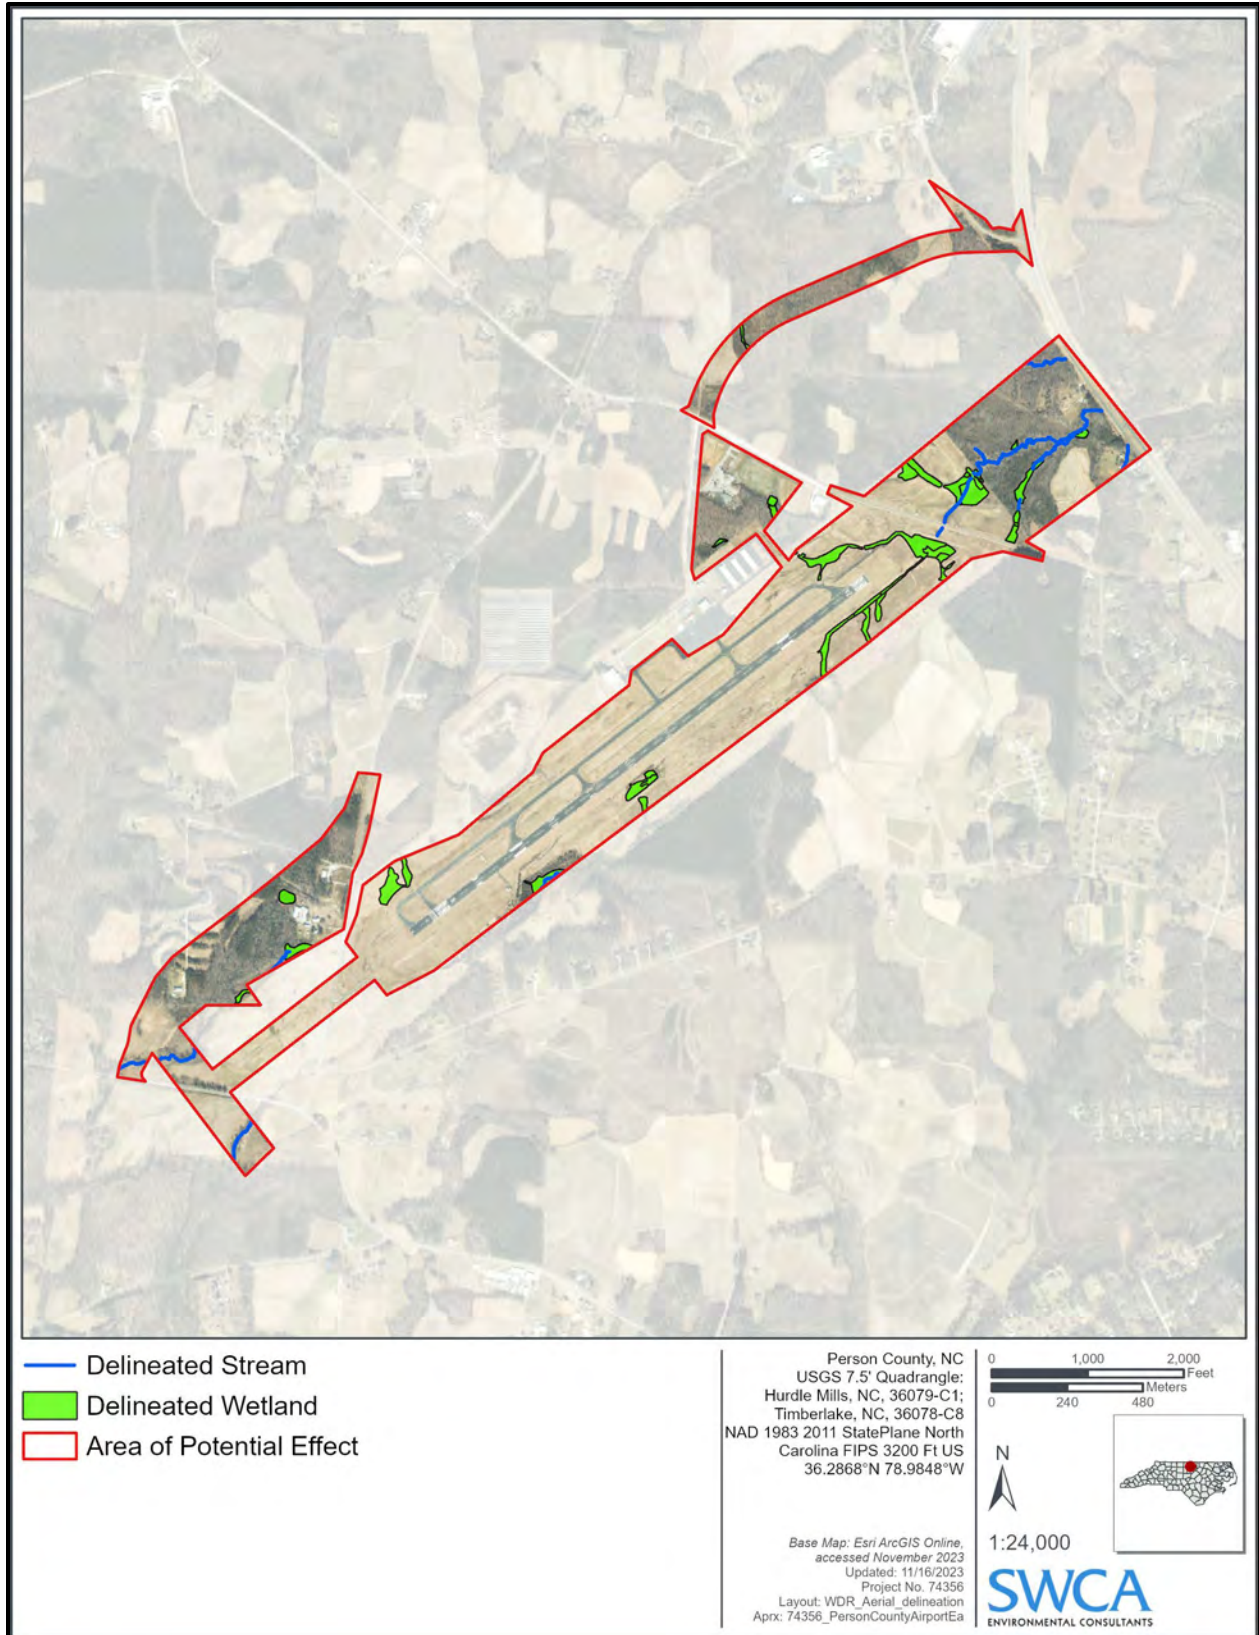 Delineated Stream
Delineated Wetland
Area of Potential Effect
Person County, NC
USGS 7.5' Quadrangle:
Hurdle Mills, NC, 36079-C1;
Timberlake, NC, 36078-C8
NAD 1983 2011 StatePlane North
Carolina FIPS 3200 Ft US
36.2868°N 78.9848°W
Base Map: Esri ArcGIS Online,
accessed November 2023
Updated: 11/16/2023
Project No. 74356
Layout: WDR_Aerial_delineation
Aprx: 74356_PersonCountyAirportEa
0 1,000 2,000
Feet
Meters
0 240 480
N
1:24,000
SWCA
ENVIRONMENTAL CONSULTANTS